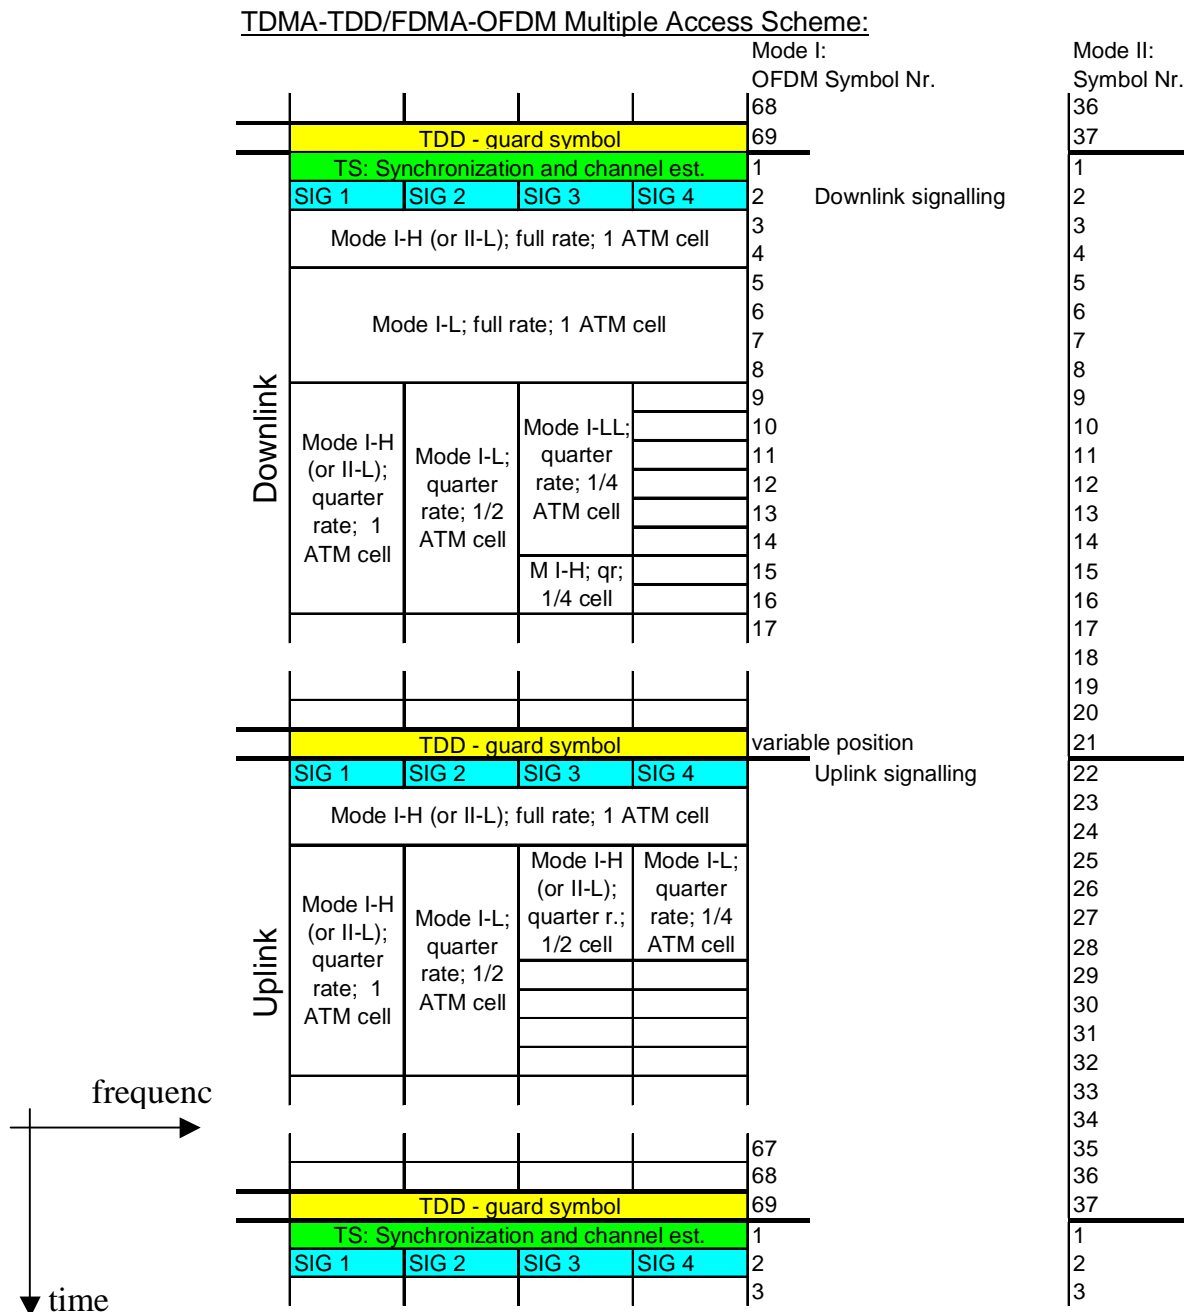 TDMA-TDD/FDMA-OFDM Multiple Access Scheme:
Mode I:
OFDM Symbol Nr.
Mode II:
Symbol Nr.
68 36
TDD - guard symbol 69 37
TS: Synchronization and channel est. 1 1
SIG 1 SIG 2 SIG 3 SIG 4 2 Downlink signalling 2
Mode I-H (or II-L); full rate; 1 ATM cell
3 3
4 4
Mode I-L; full rate; 1 ATM cell
5 5
6 6
7 7
8 8
Downlink
Mode I-H
(or II-L);
quarter
rate; 1
ATM cell
Mode I-L;
quarter
rate; 1/2
ATM cell
Mode I-LL;
quarter
rate; 1/4
ATM cell
M I-H; qr;
1/4 cell
9 9
10 10
11 11
12 12
13 13
14 14
15 15
16 16
17 17
18
19
20
TDD - guard symbol variable position 21
SIG 1 SIG 2 SIG 3 SIG 4 Uplink signalling 22
Mode I-H (or II-L); full rate; 1 ATM cell
23
24
Uplink
Mode I-H
(or II-L);
quarter
rate; 1
ATM cell
Mode I-L;
quarter
rate; 1/2
ATM cell
Mode I-H
(or II-L);
quarter r.;
1/2 cell
Mode I-L;
quarter
rate; 1/4
ATM cell
25
26
27
28
29
30
31
32
33
34
frequenc
67 35
68 36
TDD - guard symbol 69 37
TS: Synchronization and channel est. 1 1
SIG 1 SIG 2 SIG 3 SIG 4 2 2
3 3
time